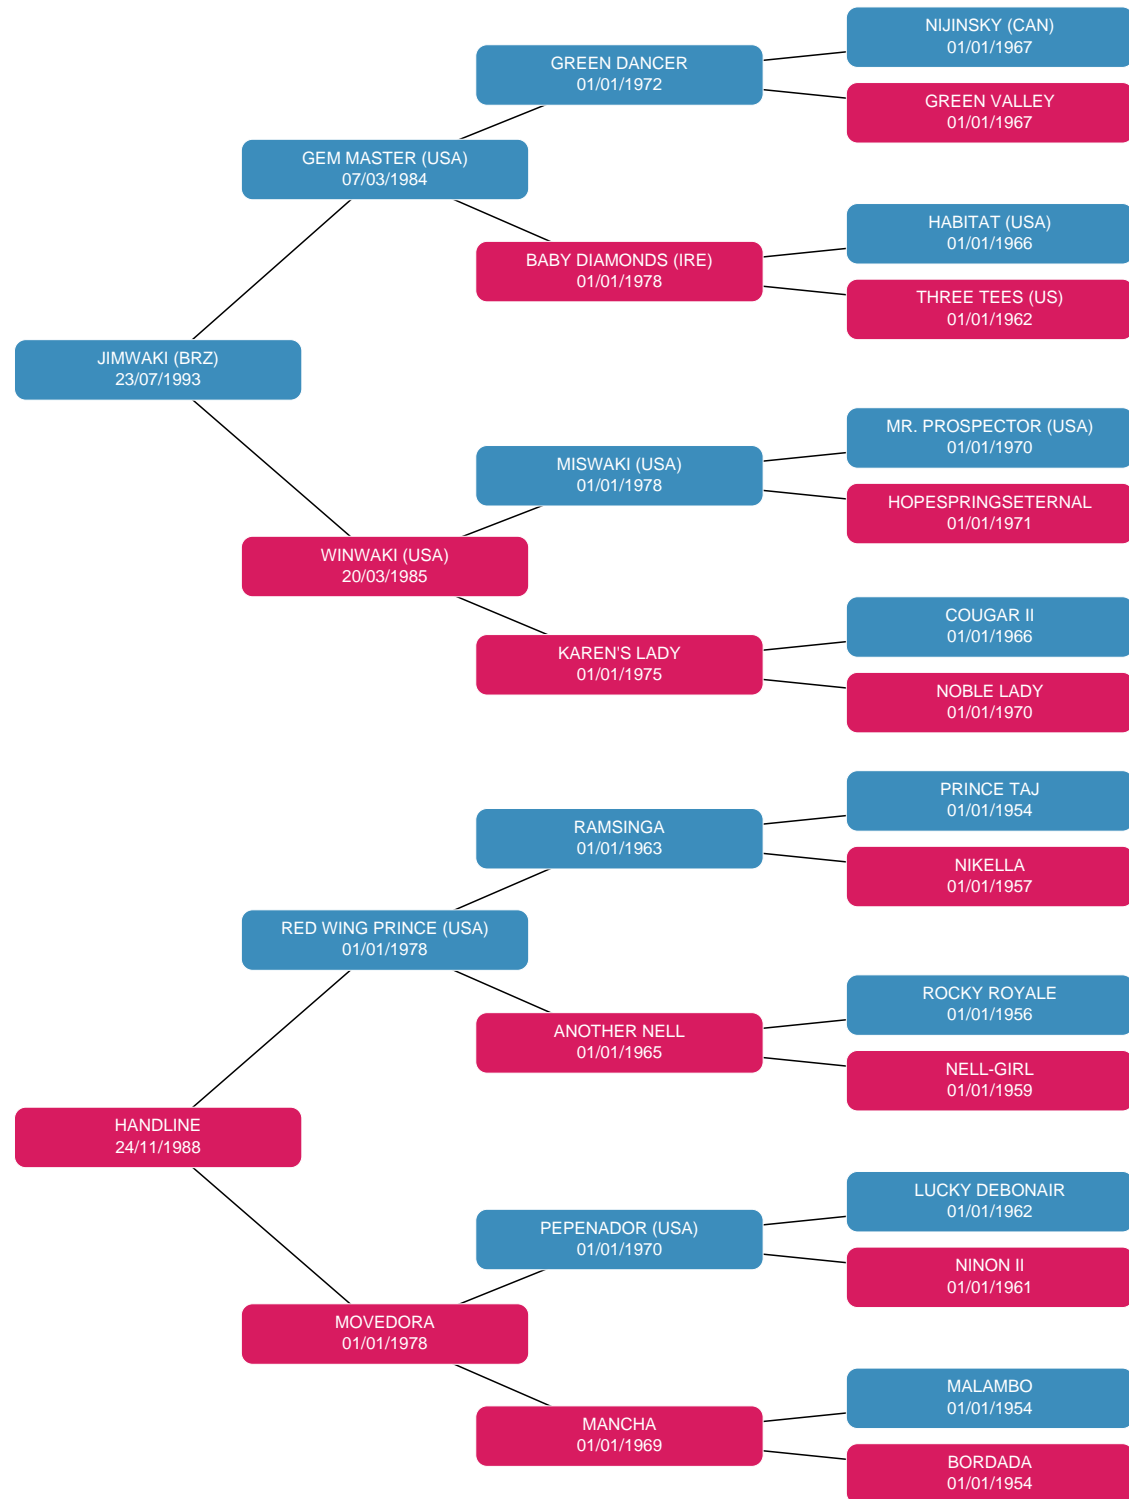 NIJINSKY (CAN)
01/01/1967
GREEN DANCER
01/01/1972
GREEN VALLEY
01/01/1967
GEM MASTER (USA)
07/03/1984
HABITAT (USA)
01/01/1966
BABY DIAMONDS (IRE)
01/01/1978
THREE TEES (US)
01/01/1962
JIMWAKI (BRZ)
23/07/1993
MR. PROSPECTOR (USA)
01/01/1970
MISWAKI (USA)
01/01/1978
HOPESPRINGSETERNAL
01/01/1971
WINWAKI (USA)
20/03/1985
COUGAR II
01/01/1966
KAREN'S LADY
01/01/1975
NOBLE LADY
01/01/1970
PRINCE TAJ
01/01/1954
RAMSINGA
01/01/1963
NIKELLA
01/01/1957
RED WING PRINCE (USA)
01/01/1978
ROCKY ROYALE
01/01/1956
ANOTHER NELL
01/01/1965
NELL-GIRL
01/01/1959
HANDLINE
24/11/1988
LUCKY DEBONAIR
01/01/1962
PEPENADOR (USA)
01/01/1970
NINON II
01/01/1961
MOVEDORA
01/01/1978
MALAMBO
01/01/1954
MANCHA
01/01/1969
BORDADA
01/01/1954